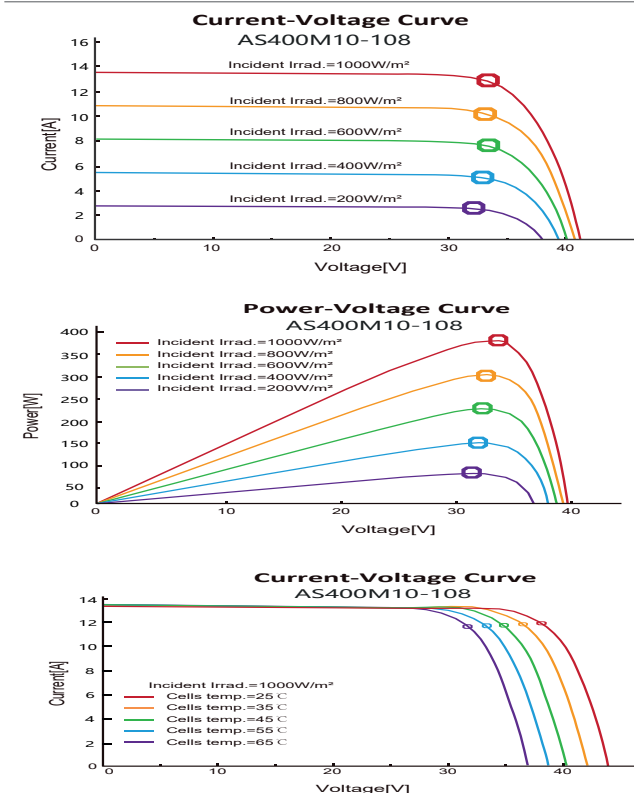 Current-Voltage Curve
AS400M10-108
16
14
12
10
8
6
4
2
0
Current[A]
Incident Irrad.=1000W/m²
Incident Irrad.=800W/m²
Incident Irrad.=600W/m²
Incident Irrad.=400W/m²
Incident Irrad.=200W/m²
0 10 20 30 40
Voltage[V]
Power-Voltage Curve
AS400M10-108
400
350
300
250
200
150
100
50
0
Power[W]
Incident Irrad.=1000W/m²
Incident Irrad.=800W/m²
Incident Irrad.=600W/m²
Incident Irrad.=400W/m²
Incident Irrad.=200W/m²
0 10 20 30 40
Voltage[V]
Current-Voltage Curve
AS400M10-108
14
12
10
8
6
4
2
0
Current[A]
Incident Irrad.=1000W/m²
Cells temp.=25℃
Cells temp.=35℃
Cells temp.=45℃
Cells temp.=55℃
Cells temp.=65℃
0 10 20 30 40
Voltage[V]